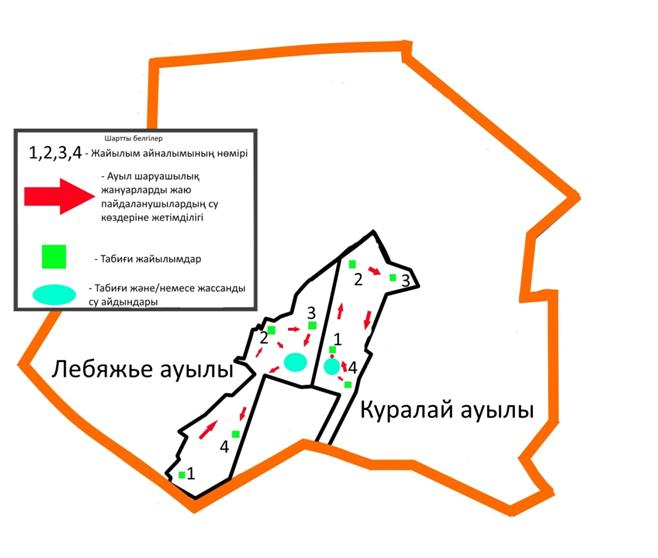 Шартты белгілер
1,2,3,4 - Жайылым айналымының нөмірі
- Ауыл шаруашылық
жануарларды жаю
пайдаланушылардың су
көздеріне жетімділігі
- Табиғи жайылымдар
- Табиғи және/немесе жассанды
су айдындары
2
3
3
2
1
4
Лебяжье ауылы
Куралай ауылы
4
1